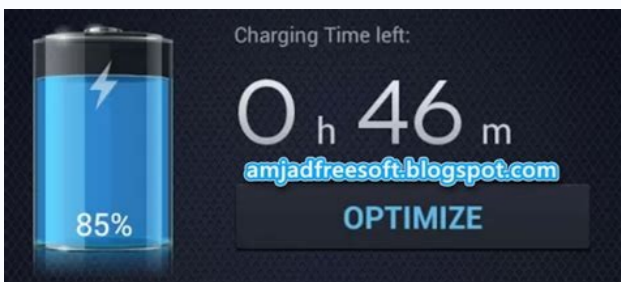 Charging Time left:
0 h 46 m
amjadfreesoft.blogspot.com
85%
OPTIMIZE